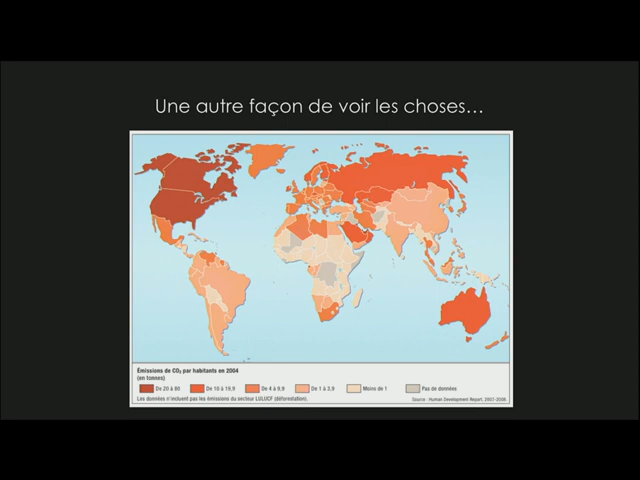 Une autre façon de voir les choses…
Émissions de CO₂ par habitants en 2004
(en tonnes)
De 20 à 80
De 10 à 19,9
De 4 à 9,9
De 1 à 3,9
Moins de 1
Pas de données
Les données n'incluent pas les émissions du secteur LULUCF (déforestation).
Source : Human Development Report, 2007-2008.